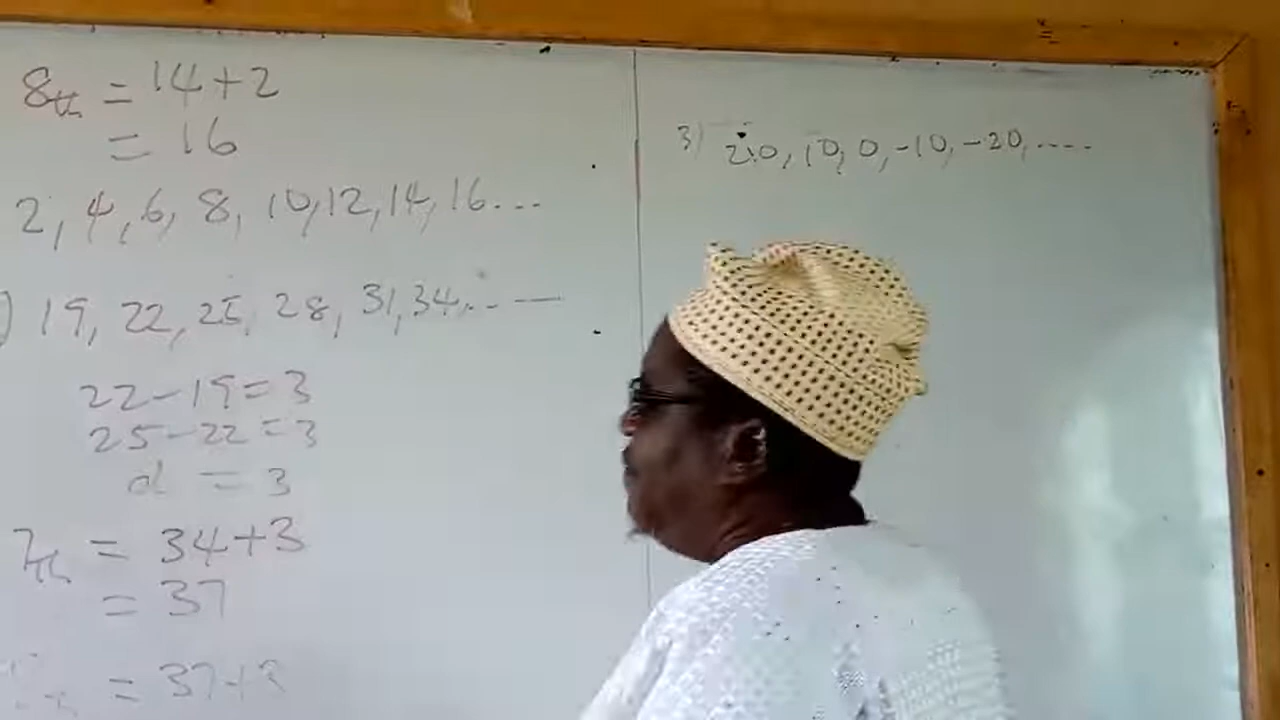 8th = 14+2
= 16
2, 4, 6, 8, 10, 12, 14, 16...
) 19, 22, 25, 28, 31, 34, ...
22-19=3
25-22=3
d = 3
7th = 34+3
= 37
= 37+3
3) 20, 10, 0, -10, -20, ....